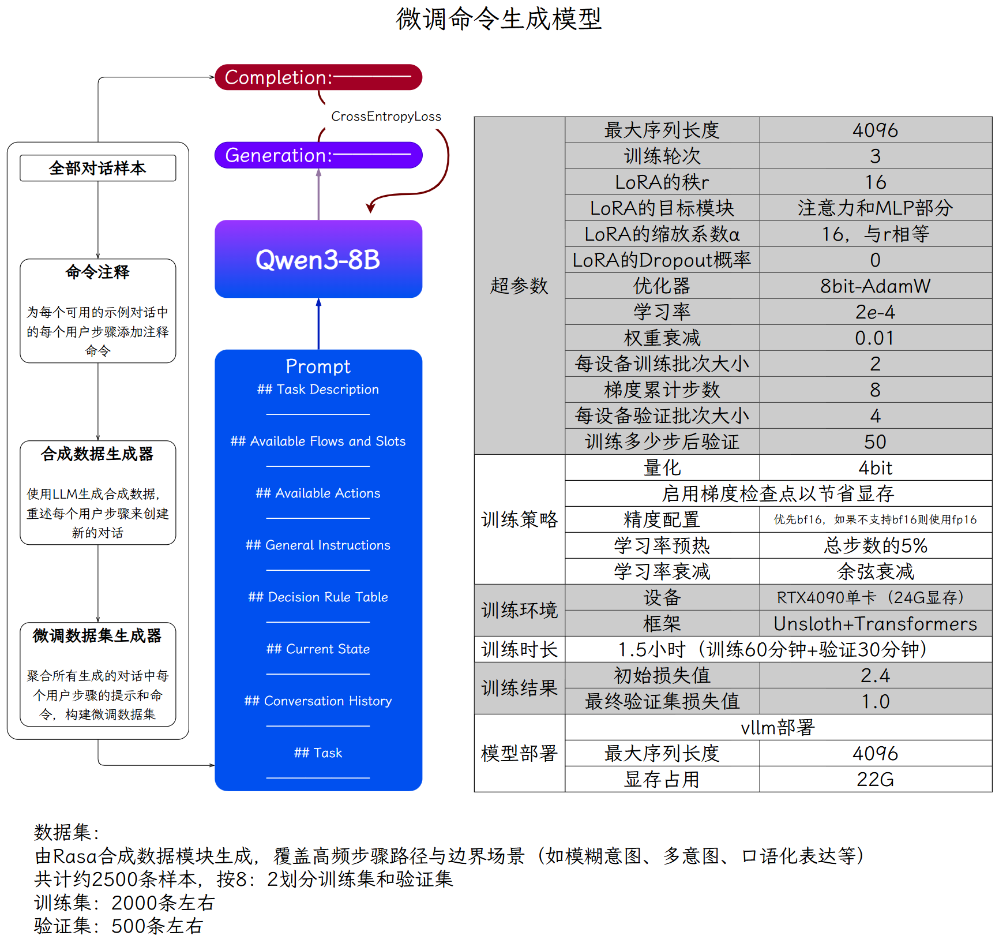 微调命令生成模型
Completion:
CrossEntropyLoss
Generation:
Qwen3-8B
Prompt
## Task Description
## Available Flows and Slots
## Available Actions
## General Instructions
## Decision Rule Table
## Current State
## Conversation History
## Task
全部对话样本
命令注释
为每个可用的示例对话中
的每个用户步骤添加注释
命令
合成数据生成器
使用LLM生成合成数据，
重述每个用户步骤来创建
新的对话
微调数据集生成器
聚合所有生成的对话中每
个用户步骤的提示和命
令，构建微调数据集
超参数
最大序列长度 4096
训练轮次 3
LoRA的秩r 16
LoRA的目标模块 注意力和MLP部分
LoRA的缩放系数α 16，与r相等
LoRA的Dropout概率 0
优化器 8bit-AdamW
学习率 2e-4
权重衰减 0.01
每设备训练批次大小 2
梯度累计步数 8
每设备验证批次大小 4
训练多少步后验证 50
训练策略
量化 4bit
启用梯度检查点以节省显存
精度配置 优先bf16，如果不支持bf16则使用fp16
学习率预热 总步数的5%
学习率衰减 余弦衰减
训练环境
设备 RTX4090单卡（24G显存）
框架 Unsloth+Transformers
训练时长 1.5小时（训练60分钟+验证30分钟）
训练结果
初始损失值 2.4
最终验证集损失值 1.0
模型部署
vllm部署
最大序列长度 4096
显存占用 22G
数据集：
由Rasa合成数据模块生成，覆盖高频步骤路径与边界场景（如模糊意图、多意图、口语化表达等）
共计约2500条样本，按8：2划分训练集和验证集
训练集：2000条左右
验证集：500条左右